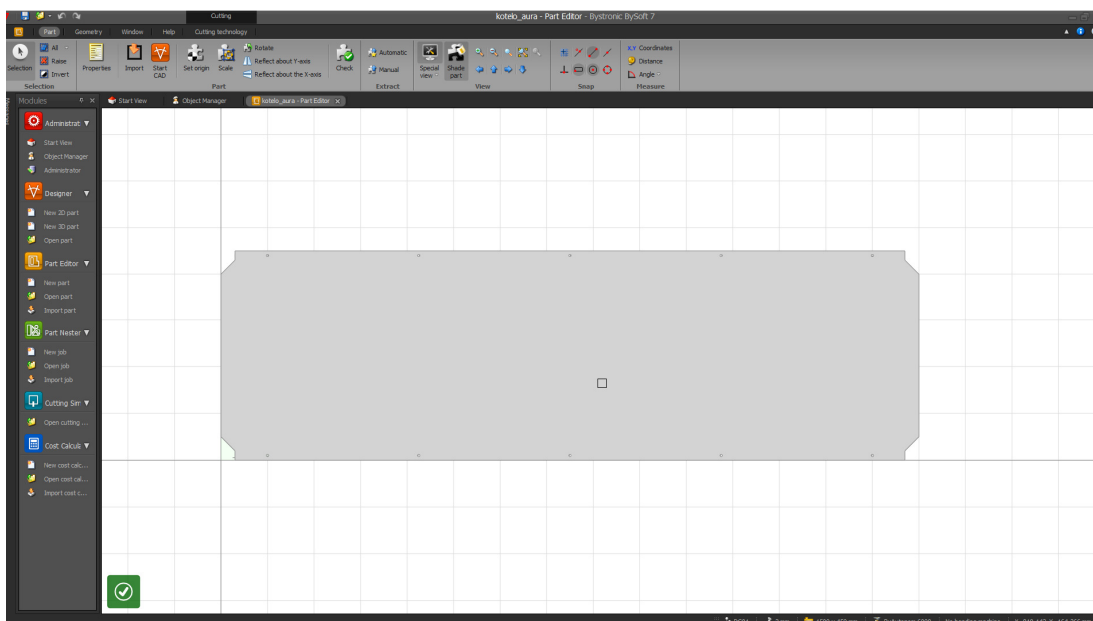 Cutting
kotelo_aura - Part Editor - Bystronic BySoft 7
Part Geometry Window Help Cutting technology
All
Raise
Invert
Selection
Properties
Import
Start CAD
Set origin
Scale
Rotate
Reflect about Y-axis
Reflect about the X-axis
Check
Automatic
Manual
Special view
Shade part
X,Y Coordinates
Distance
Angle
Selection Part Extract View Snap Measure
Modules
Start View Object Manager kotelo_aura - Part Editor x
Administrat
Start View
Object Manager
Administrator
Designer
New 2D part
New 3D part
Open part
Part Editor
New part
Open part
Import part
Part Nester
New job
Open job
Import job
Cutting Sim
Open cutting ...
Cost Calcula
New cost calc...
Open cost cal...
Import cost c...